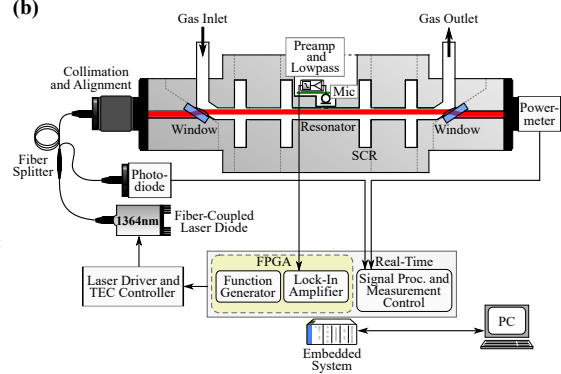 (b)
Gas Inlet
Gas Outlet
Preamp
and
Lowpass
Collimation
and Alignment
Mic
Window
Resonator
Window
Power-
meter
SCR
Fiber
Splitter
Photo-
diode
1364nm
Fiber-Coupled
Laser Diode
FPGA
Real-Time
Laser Driver and
TEC Controller
Function
Generator
Lock-In
Amplifier
Signal Proc. and
Measurement
Control
PC
Embedded
System